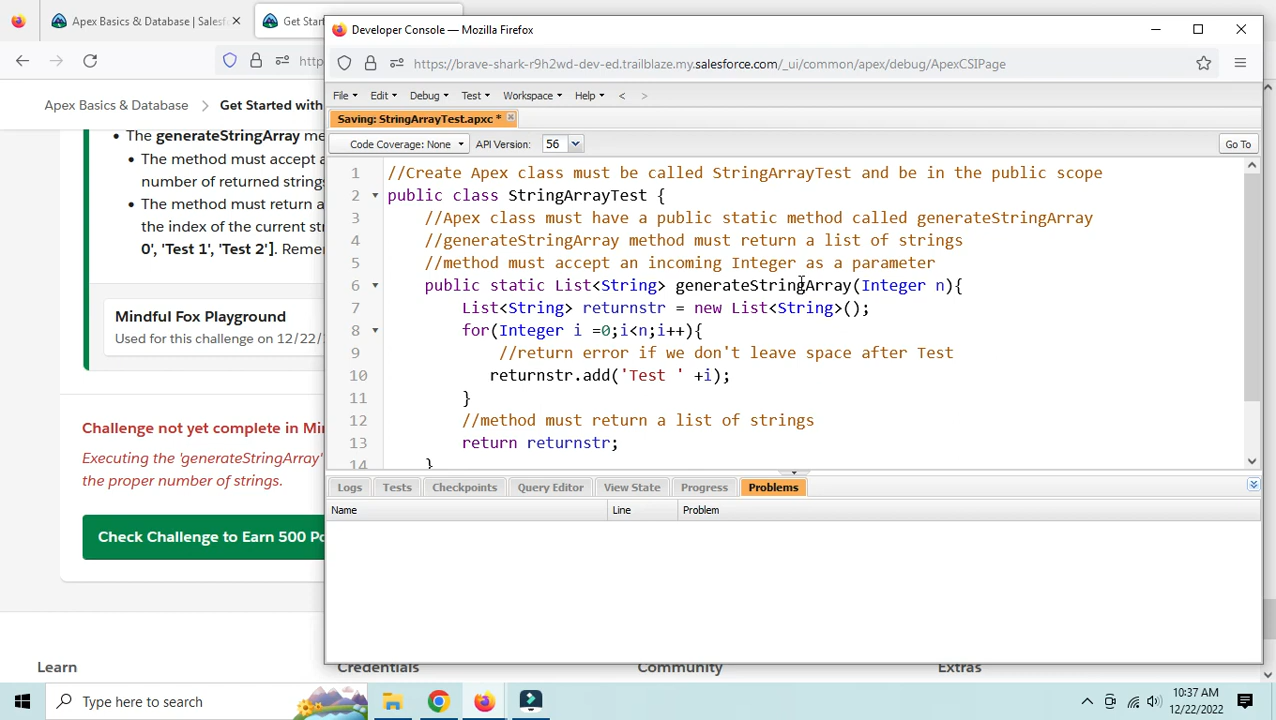 Apex Basics & Database | Salesf
Get Star
Developer Console — Mozilla Firefox
http
https://brave-shark-r9h2wd-dev-ed.trailblaze.my.salesforce.com/_ui/common/apex/debug/ApexCSIPage
Apex Basics & Database
Get Started with
File
Edit
Debug
Test
Workspace
Help
<
>
Saving: StringArrayTest.apxc *
Code Coverage: None
API Version:
56
Go To
The generateStringArray me
The method must accept a
number of returned strings
The method must return a
the index of the current str
0', 'Test 1', 'Test 2']. Remem
1 //Create Apex class must be called StringArrayTest and be in the public scope
2 public class StringArrayTest {
3 //Apex class must have a public static method called generateStringArray
4 //generateStringArray method must return a list of strings
5 //method must accept an incoming Integer as a parameter
6 public static List<String> generateStringArray(Integer n){
7 List<String> returnstr = new List<String>();
8 for(Integer i =0;i<n;i++){
9 //return error if we don't leave space after Test
10 returnstr.add('Test ' +i);
11 }
12 //method must return a list of strings
13 return returnstr;
14 }
Mindful Fox Playground
Used for this challenge on 12/22/
Challenge not yet complete in Mi
Executing the 'generateStringArray'
the proper number of strings.
Check Challenge to Earn 500 Po
Logs
Tests
Checkpoints
Query Editor
View State
Progress
Problems
Name
Line
Problem
Learn
Credentials
Community
Extras
Type here to search
10:37 AM
12/22/2022